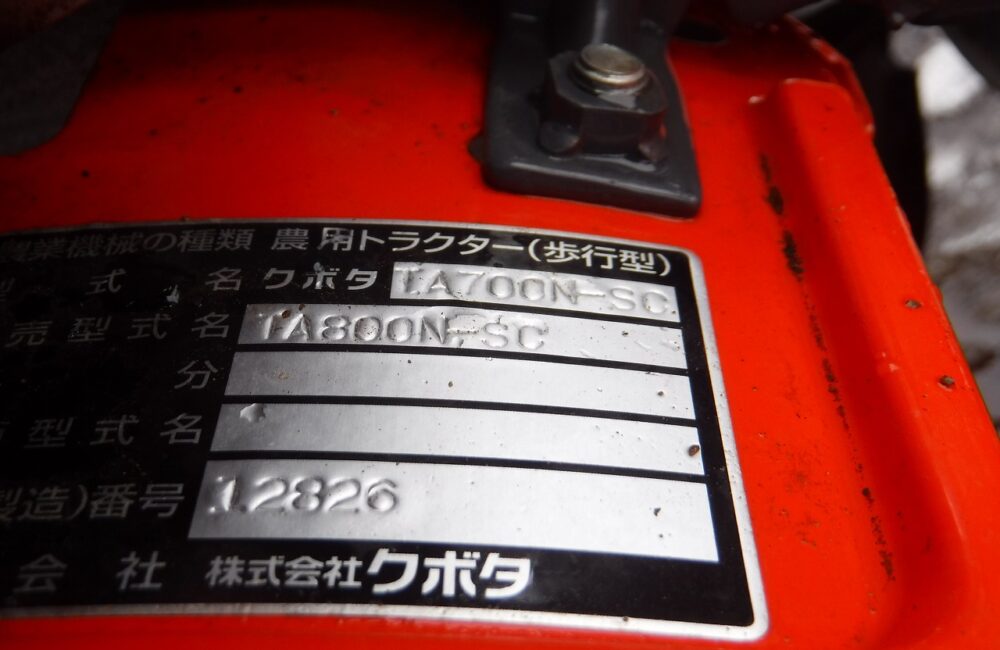 農業機械の種類 農用トラクター(歩行型)
型式名 クボタ TA700N-SC
売型式名 TA800N-SC
分
型式名
製造)番号 12826
会社 株式会社クボタ